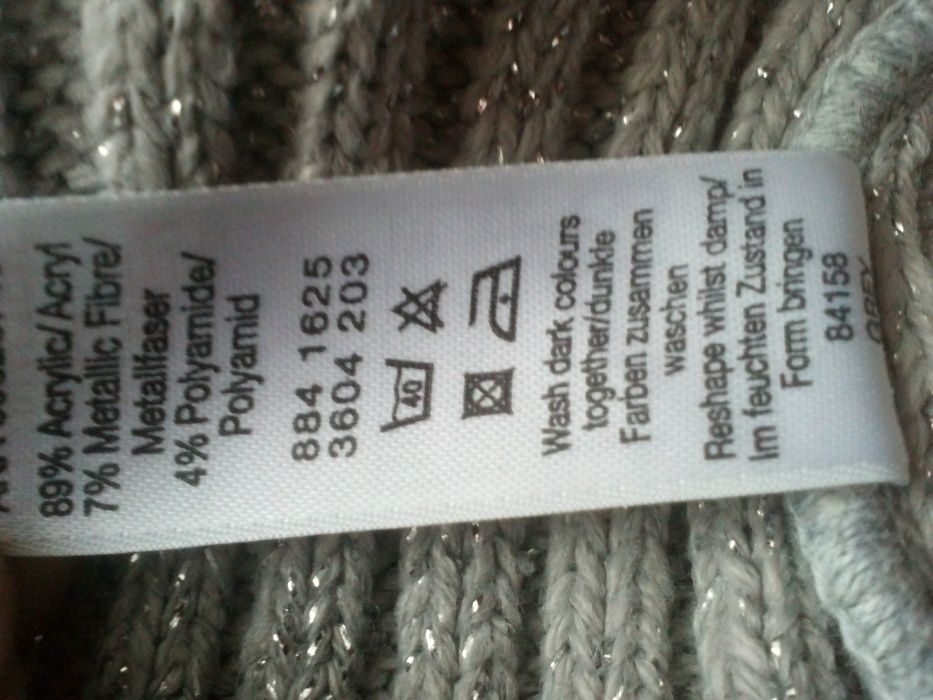 89% Acrylic/Acryl
7% Metallic Fibre/
Metallfaser
4% Polyamide/
Polyamid
884 1625
3604 203
40
Wash dark colours
together/dunkle
Farben zusammen
waschen
Reshape whilst damp/
Im feuchten Zustand in
Form bringen
84158